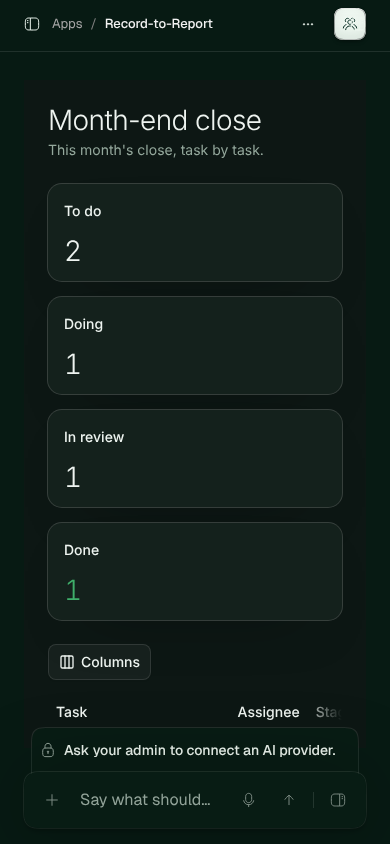 Apps / Record-to-Report
Month-end close
This month's close, task by task.
To do
2
Doing
1
In review
1
Done
1
Columns
Task Assignee
Ask your admin to connect an AI provider.
Say what should...